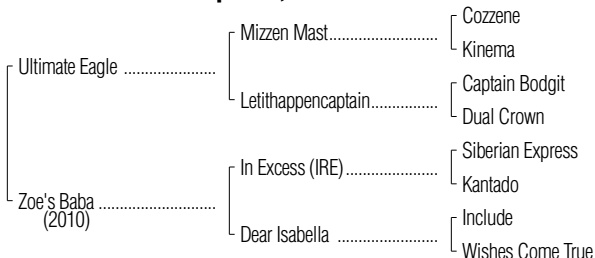 Cozzene
Mizzen Mast..................
Kinema
Ultimate Eagle ......................
Captain Bodgit
Letithappencaptain................
Dual Crown
Siberian Express
In Excess (IRE)......................
Kantado
Zoe's Baba ............................
(2010)
Include
Dear Isabella ........................
Wishes Come True